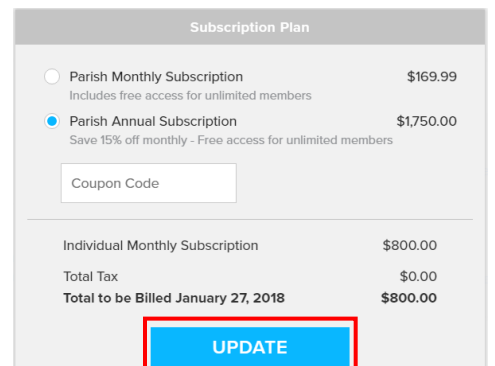 Subscription Plan
Parish Monthly Subscription $169.99
Includes free access for unlimited members
Parish Annual Subscription $1,750.00
Save 15% off monthly - Free access for unlimited members
Coupon Code
Individual Monthly Subscription $800.00
Total Tax $0.00
Total to be Billed January 27, 2018 $800.00
UPDATE